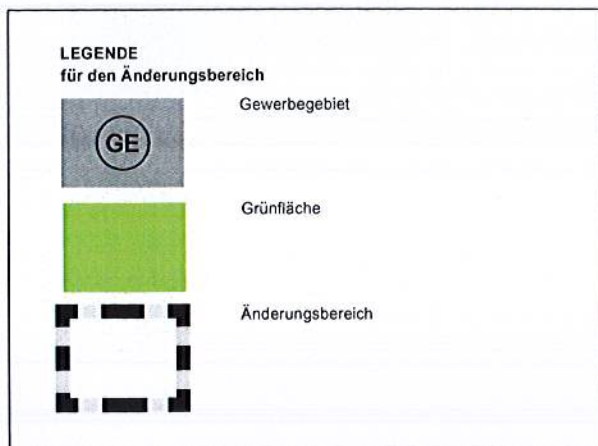 LEGENDE
für den Änderungsbereich
GE
Gewerbegebiet
Grünfläche
Änderungsbereich